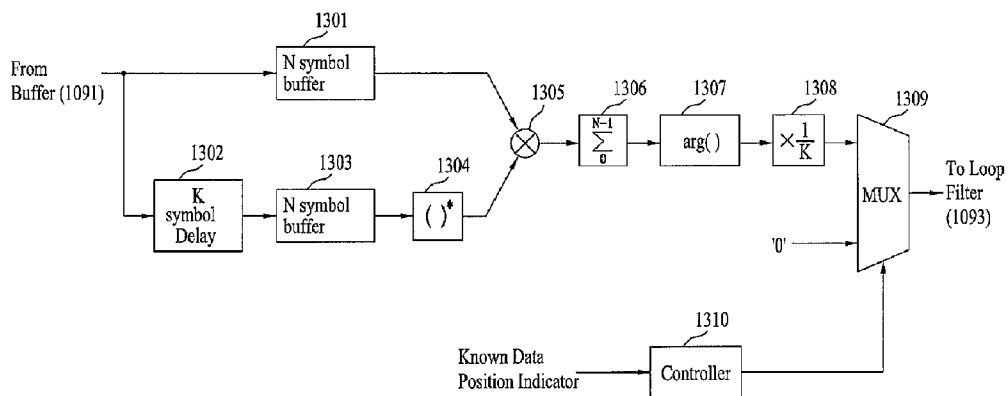 1301
From
Buffer (1091)
N symbol
buffer
1305
1306
1307
1308
1309
N-1
∑
0
arg( )
× 1/K
1302
1303
1304
K
symbol
Delay
N symbol
buffer
( )*
MUX
To Loop
Filter
(1093)
'0'
1310
Known Data
Position Indicator
Controller